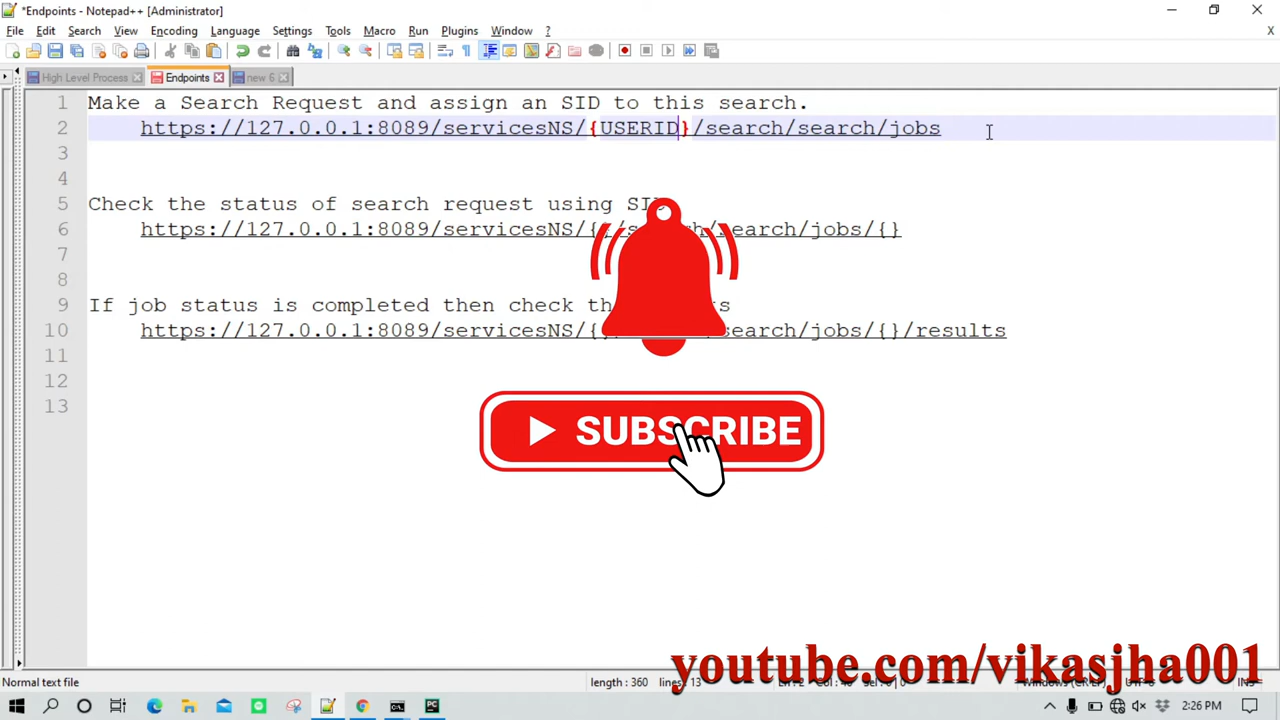 *Endpoints - Notepad++ [Administrator]
File Edit Search View Encoding Language Settings Tools Macro Run Plugins Window ? X
High Level Process Endpoints new 6
1 Make a Search Request and assign an SID to this search.
2 https://127.0.0.1:8089/servicesNS/{USERID}/search/search/jobs
3
4
5 Check the status of search request using SID
6 https://127.0.0.1:8089/servicesNS/{}/search/search/jobs/{}
7
8
9 If job status is completed then check the
10 https://127.0.0.1:8089/servicesNS/{ search/jobs/{}/results
11
12
13
SUBSCRIBE
youtube.com/vikasjha001
Normal text file length : 360 lines: 13
2:26 PM